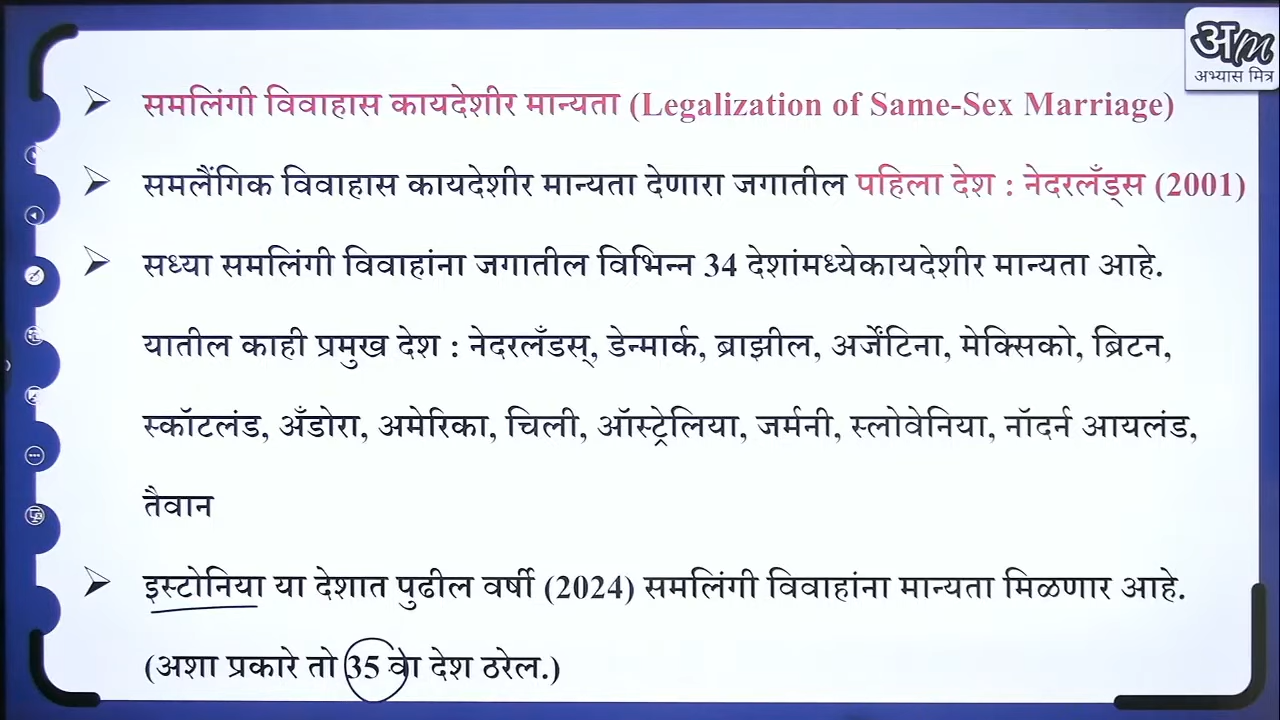 अm
अभ्यास मित्र
समलिंगी विवाहास कायदेशीर मान्यता (Legalization of Same-Sex Marriage)
समलैंगिक विवाहास कायदेशीर मान्यता देणारा जगातील पहिला देश : नेदरलँड्स (2001)
सध्या समलिंगी विवाहांना जगातील विभिन्न 34 देशांमध्येकायदेशीर मान्यता आहे.
यातील काही प्रमुख देश : नेदरलँडस्, डेन्मार्क, ब्राझील, अर्जेंटिना, मेक्सिको, ब्रिटन,
स्कॉटलंड, अँडोरा, अमेरिका, चिली, ऑस्ट्रेलिया, जर्मनी, स्लोवेनिया, नॉदर्न आयलंड,
तैवान
इस्टोनिया या देशात पुढील वर्षी (2024) समलिंगी विवाहांना मान्यता मिळणार आहे.
(अशा प्रकारे तो 35 वा देश ठरेल.)